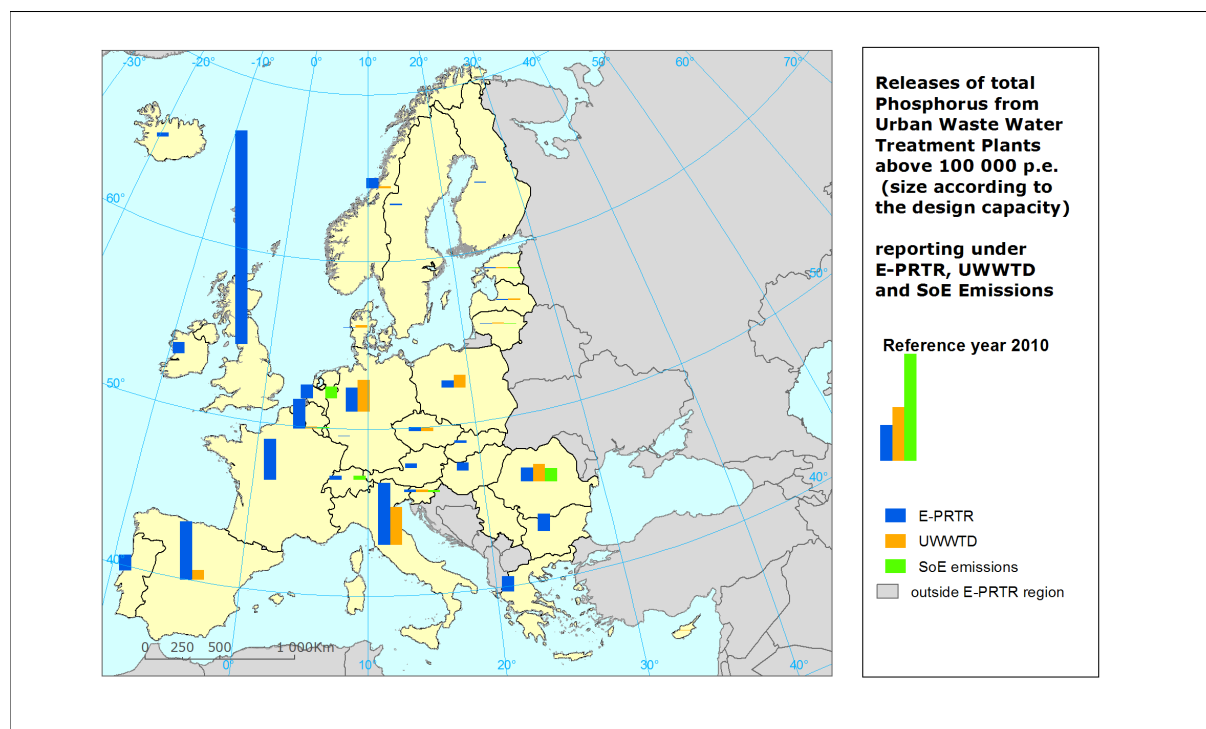 -30°
-20°
-10°
0°
10°
20°
30°
40°
60°
70°
60°
50°
50°
40°
40°
0 250 500 1 000Km
0°
10°
20°
30°
40°
Releases of total
Phosphorus from
Urban Waste Water
Treatment Plants
above 100 000 p.e.
(size according to
the design capacity)
reporting under
E-PRTR, UWWTD
and SoE Emissions
Reference year 2010
E-PRTR
UWWTD
SoE emissions
outside E-PRTR region